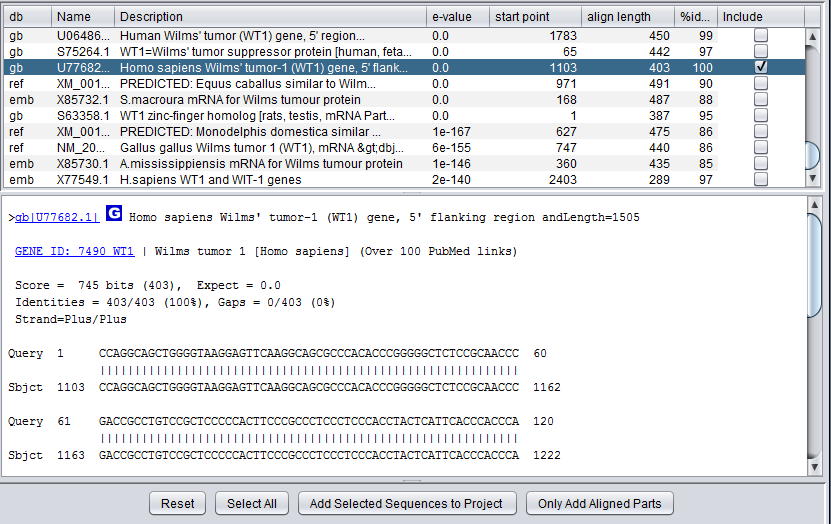 db Name Description e-value start point align length %id... Include
gb U06486... Human Wilms' tumor (WT1) gene, 5' region... 0.0 1783 450 99
gb S75264.1 WT1=Wilms' tumor suppressor protein [human, feta... 0.0 65 442 97
gb U77682... Homo sapiens Wilms' tumor-1 (WT1) gene, 5' flank... 0.0 1103 403 100
ref XM_001... PREDICTED: Equus caballus similar to Wilm... 0.0 971 491 90
emb X85732.1 S.macroura mRNA for Wilms tumour protein 0.0 168 487 88
gb S63358.1 WT1 zinc-finger homolog [rats, testis, mRNA Part... 0.0 1 387 95
ref XM_001... PREDICTED: Monodelphis domestica similar ... 1e-167 627 475 86
ref NM_20... Gallus gallus Wilms tumor 1 (WT1), mRNA &gt;dbj... 6e-155 747 440 86
emb X85730.1 A.mississippiensis mRNA for Wilms tumour protein 1e-146 360 435 85
emb X77549.1 H.sapiens WT1 and WIT-1 genes 2e-140 2403 289 97
>gb|U77682.1| G Homo sapiens Wilms' tumor-1 (WT1) gene, 5' flanking region andLength=1505
GENE ID: 7490 WT1 | Wilms tumor 1 [Homo sapiens] (Over 100 PubMed links)
Score = 745 bits (403), Expect = 0.0
Identities = 403/403 (100%), Gaps = 0/403 (0%)
Strand=Plus/Plus
Query 1 CCAGGCAGCTGGGGTAAGGAGTTCAAGGCAGCGCCCACACCCGGGGGCTCTCCGCAACCC 60
||||||||||||||||||||||||||||||||||||||||||||||||||||||||||||
Sbjct 1103 CCAGGCAGCTGGGGTAAGGAGTTCAAGGCAGCGCCCACACCCGGGGGCTCTCCGCAACCC 1162
Query 61 GACCGCCTGTCCGCTCCCCCACTTCCCGCCCTCCCTCCCACCTACTCATTCACCCACCCA 120
||||||||||||||||||||||||||||||||||||||||||||||||||||||||||||
Sbjct 1163 GACCGCCTGTCCGCTCCCCCACTTCCCGCCCTCCCTCCCACCTACTCATTCACCCACCCA 1222
Reset Select All Add Selected Sequences to Project Only Add Aligned Parts